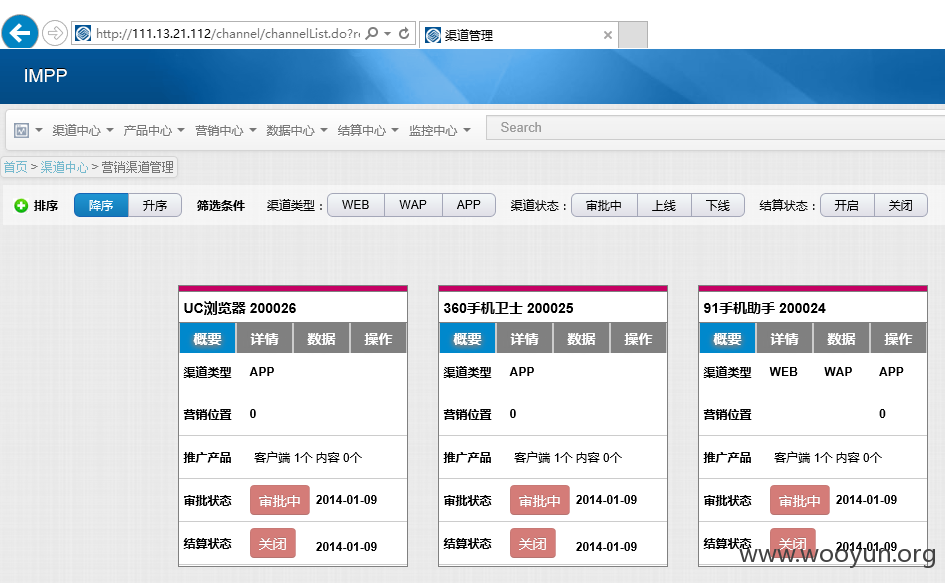 http://111.13.21.112/channel/channelList.do?r
渠道管理
IMPP
渠道中心 产品中心 营销中心 数据中心 结算中心 监控中心 Search
首页 > 渠道中心 > 营销渠道管理
排序 降序 升序 筛选条件 渠道类型： WEB WAP APP 渠道状态： 审批中 上线 下线 结算状态： 开启 关闭
UC浏览器 200026
概要 详情 数据 操作
渠道类型 APP
营销位置 0
推广产品 客户端 1个 内容 0个
审批状态 审批中 2014-01-09
结算状态 关闭 2014-01-09
360手机卫士 200025
概要 详情 数据 操作
渠道类型 APP
营销位置 0
推广产品 客户端 1个 内容 0个
审批状态 审批中 2014-01-09
结算状态 关闭 2014-01-09
91手机助手 200024
概要 详情 数据 操作
渠道类型 WEB WAP APP
营销位置 0
推广产品 客户端 1个 内容 0个
审批状态 审批中 2014-01-09
结算状态 关闭 2014-01-09
www.wooyun.org